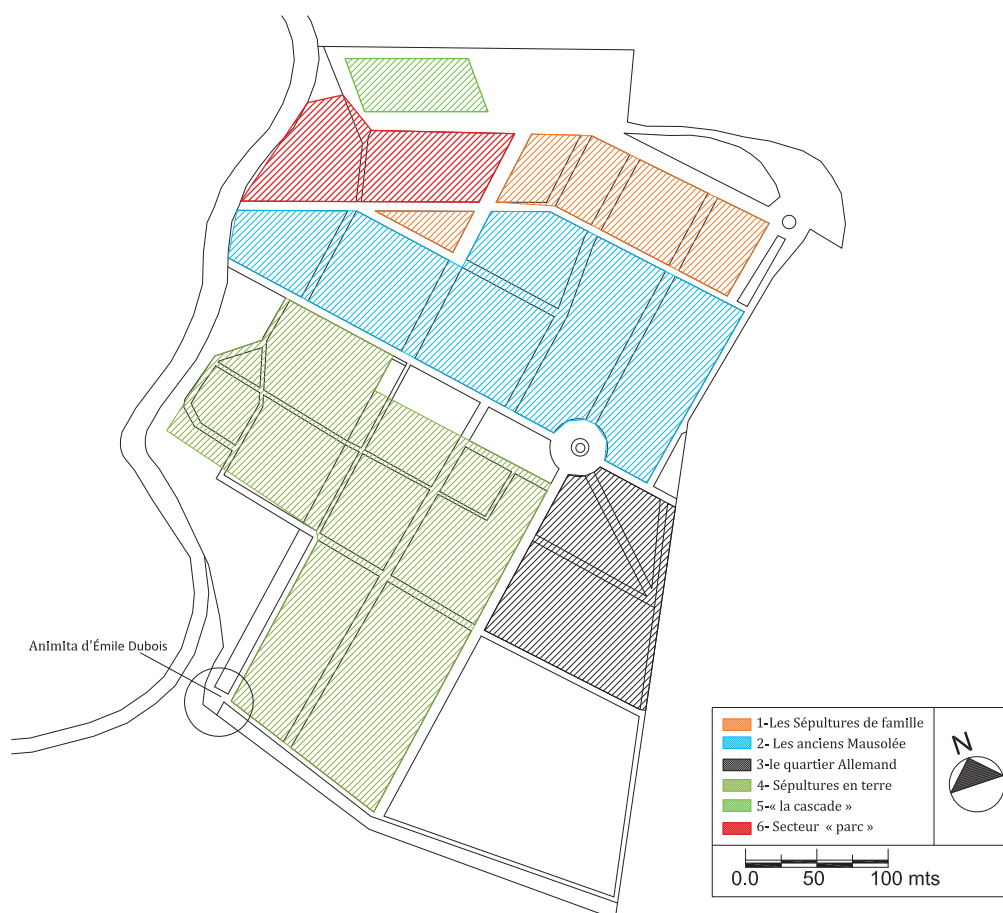 Animita d'Émile Dubois
1-Les Sépultures de famille
2- Les anciens Mausolée
3-le quartier Allemand
4- Sépultures en terre
5-« la cascade »
6- Secteur « parc »
N
0.0 50 100 mts